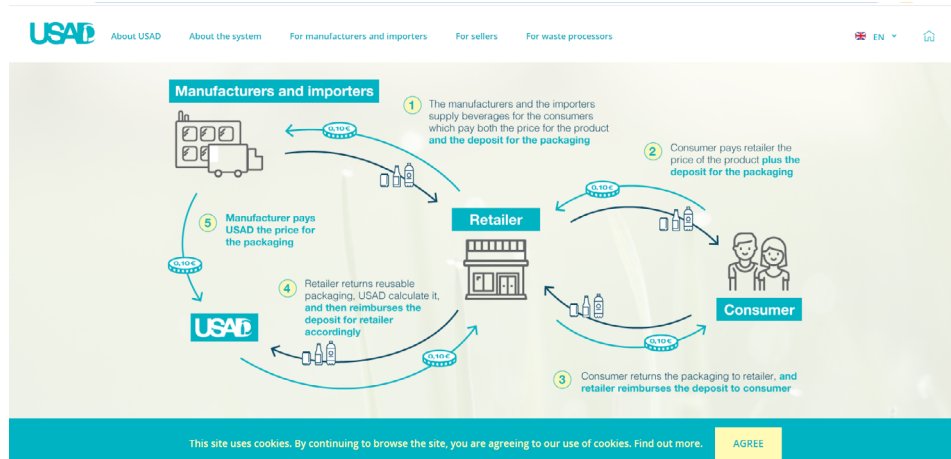 USAD
About USAD
About the system
For manufacturers and importers
For sellers
For waste processors
EN
Manufacturers and importers
1
The manufacturers and the importers
supply beverages for the consumers
which pay both the price for the product
and the deposit for the packaging
0,10€
2
Consumer pays retailer the
price of the product plus the
deposit for the packaging
0,10€
Retailer
5
Manufacturer pays
USAD the price for
the packaging
0,10€
4
Retailer returns reusable
packaging, USAD calculate it,
and then reimburses the
deposit for retailer
accordingly
USAD
0,10€
Consumer
0,10€
3
Consumer returns the packaging to retailer, and
retailer reimburses the deposit to consumer
This site uses cookies. By continuing to browse the site, you are agreeing to our use of cookies. Find out more.
AGREE